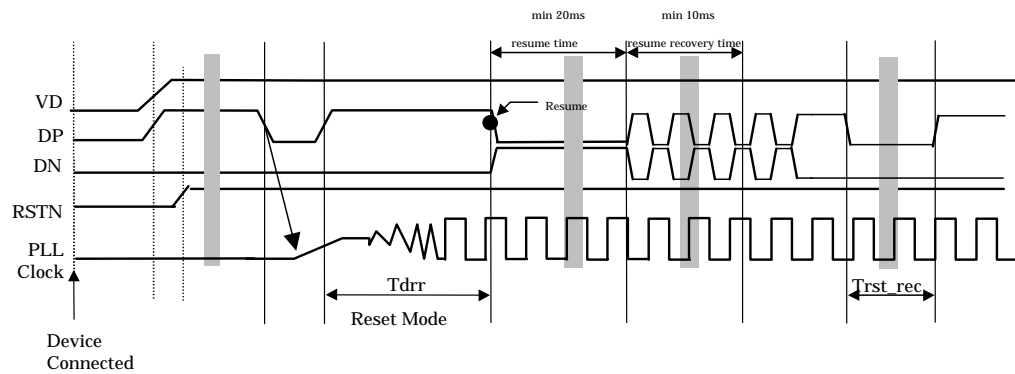 min 20ms
min 10ms
resume time
resume recovery time
VD
DP
Resume
DN
RSTN
PLL
Clock
Tdrr
Trst_rec
Reset Mode
Device
Connected